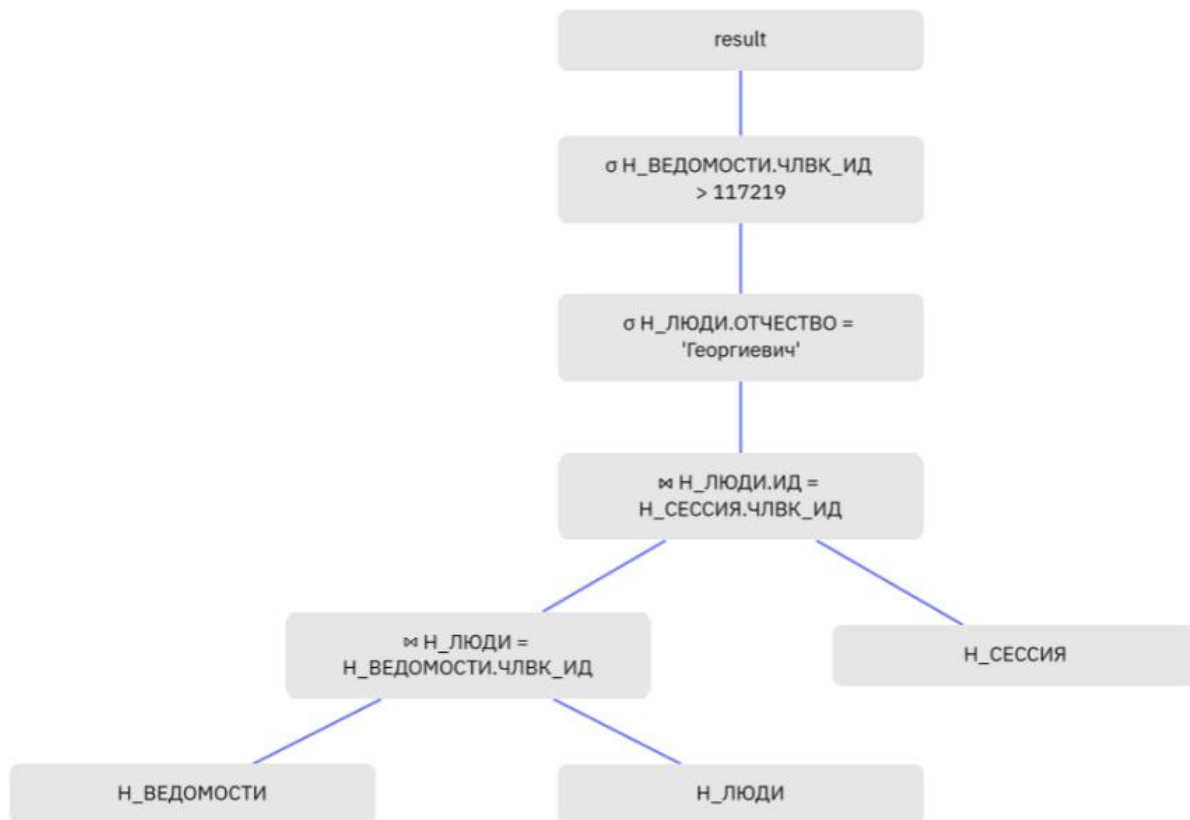 result
σ Н_ВЕДОМОСТИ.ЧЛВК_ИД
> 117219
σ Н_ЛЮДИ.ОТЧЕСТВО =
'Георгиевич'
⋈ Н_ЛЮДИ.ИД =
Н_СЕССИЯ.ЧЛВК_ИД
⋈ Н_ЛЮДИ =
Н_ВЕДОМОСТИ.ЧЛВК_ИД
Н_СЕССИЯ
Н_ВЕДОМОСТИ
Н_ЛЮДИ